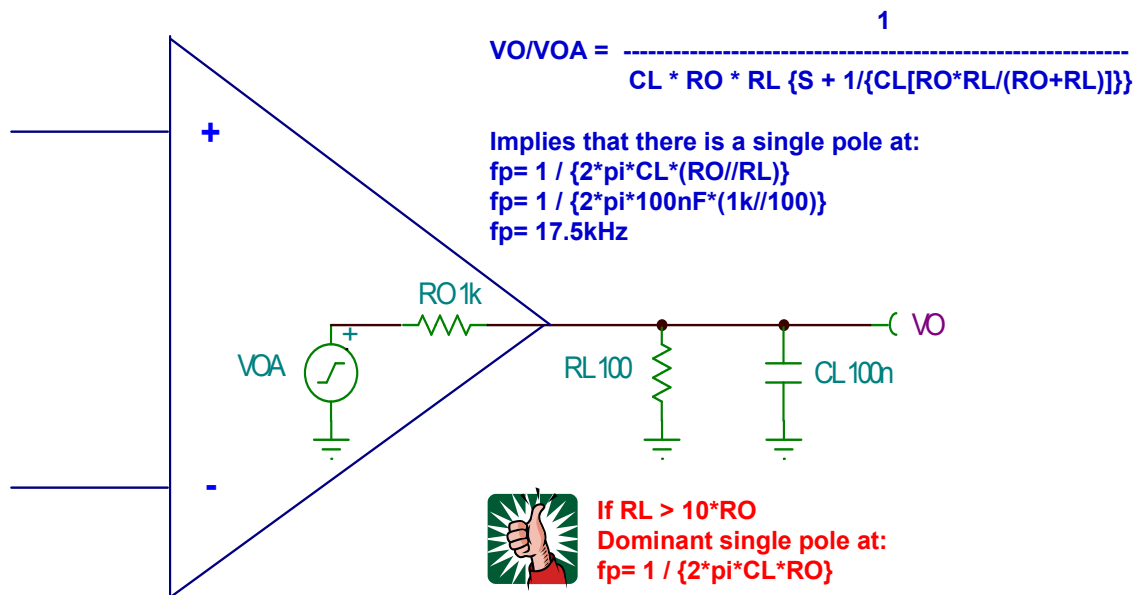 1
VO/VOA = --------------------------------------------------------------
CL * RO * RL {S + 1/{CL[RO*RL/(RO+RL)]}}
Implies that there is a single pole at:
fp= 1 / {2*pi*CL*(RO//RL)}
fp= 1 / {2*pi*100nF*(1k//100)}
fp= 17.5kHz
+
RO 1k
+
VOA
RL 100
CL 100n
VO
-
If RL > 10*RO
Dominant single pole at:
fp= 1 / {2*pi*CL*RO}